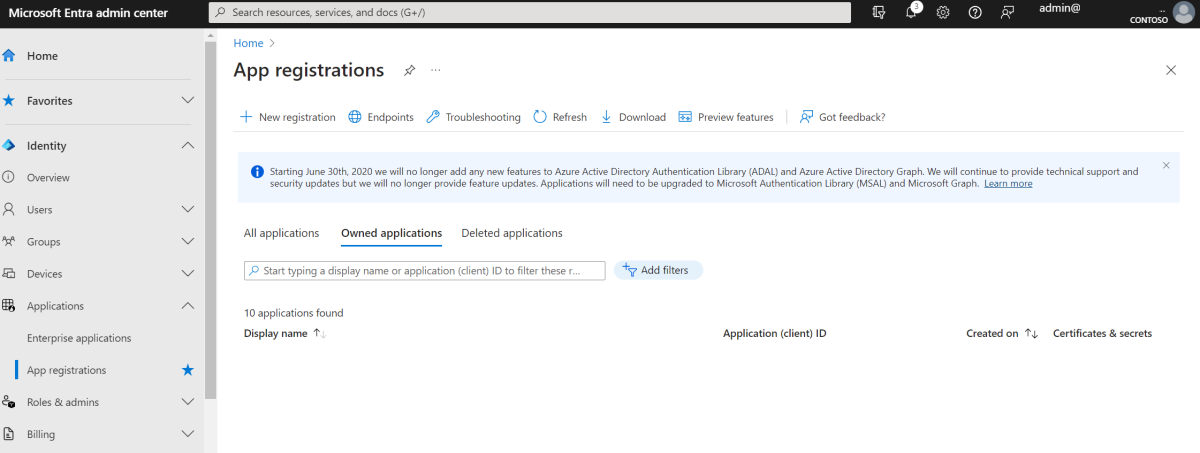 Microsoft Entra admin center
Search resources, services, and docs (G+/)
3
admin@
CONTOSO
Home
Favorites
Identity
Overview
Users
Groups
Devices
Applications
Enterprise applications
App registrations
Roles & admins
Billing
Home
App registrations
New registration
Endpoints
Troubleshooting
Refresh
Download
Preview features
Got feedback?
Starting June 30th, 2020 we will no longer add any new features to Azure Active Directory Authentication Library (ADAL) and Azure Active Directory Graph. We will continue to provide technical support and
security updates but we will no longer provide feature updates. Applications will need to be upgraded to Microsoft Authentication Library (MSAL) and Microsoft Graph. Learn more
All applications
Owned applications
Deleted applications
Start typing a display name or application (client) ID to filter these r...
Add filters
10 applications found
Display name
Application (client) ID
Created on
Certificates & secrets